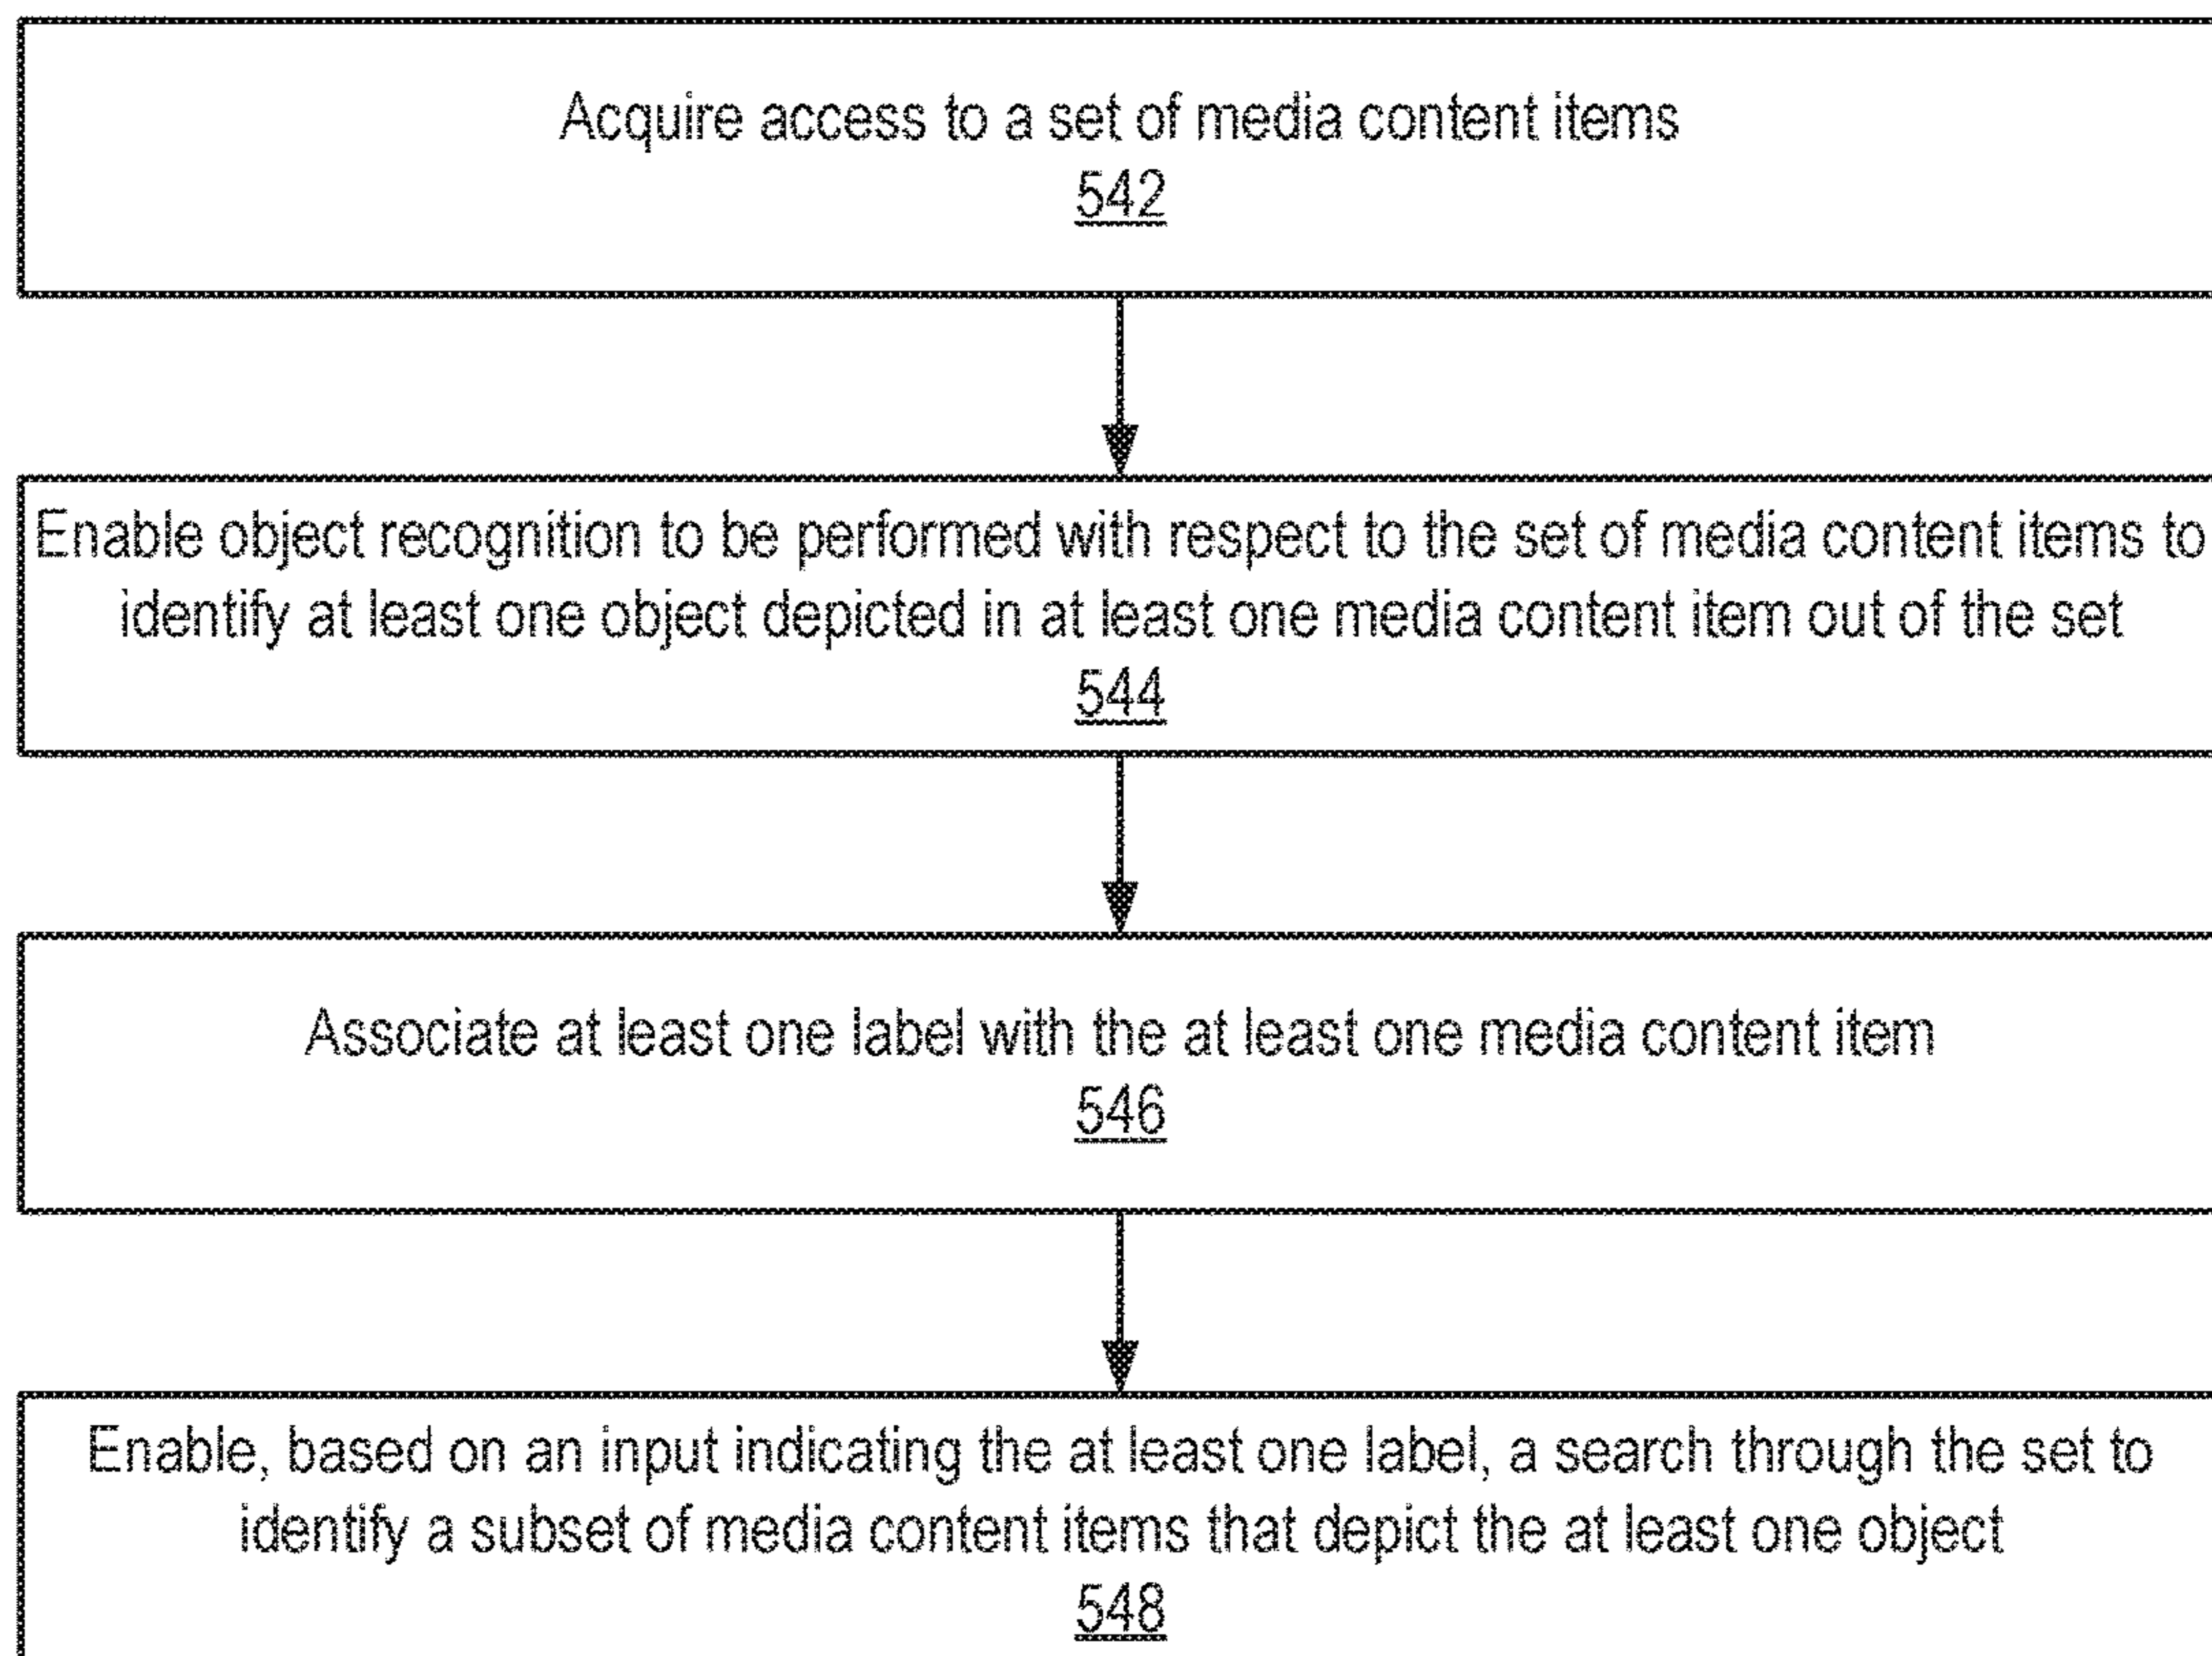 Acquire access to a set of media content items
542
Enable object recognition to be performed with respect to the set of media content items to
identify at least one object depicted in at least one media content item out of the set
544
Associate at least one label with the at least one media content item
546
Enable, based on an input indicating the at least one label, a search through the set to
identify a subset of media content items that depict the at least one object
548